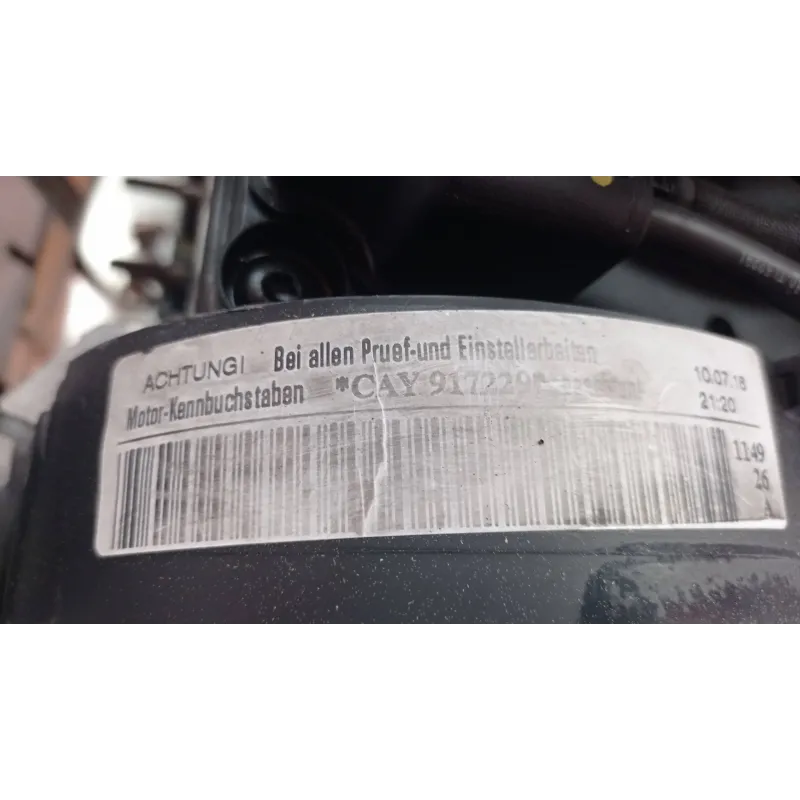 ACHTUNG! Bei allen Pruef-und Einstellarbeiten
Motor-Kennbuchstaben *CAY
10.07.18
21:20
1149
26
A